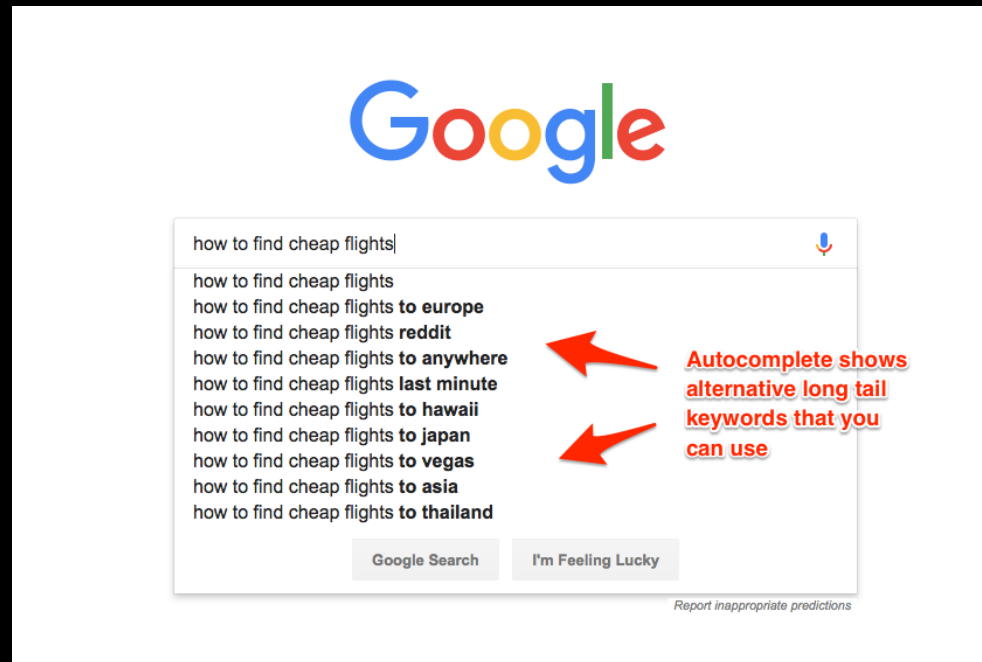 Google
how to find cheap flights
how to find cheap flights
how to find cheap flights to europe
how to find cheap flights reddit
how to find cheap flights to anywhere
how to find cheap flights last minute
how to find cheap flights to hawaii
how to find cheap flights to japan
how to find cheap flights to vegas
how to find cheap flights to asia
how to find cheap flights to thailand
Autocomplete shows
alternative long tail
keywords that you
can use
Google Search
I'm Feeling Lucky
Report inappropriate predictions